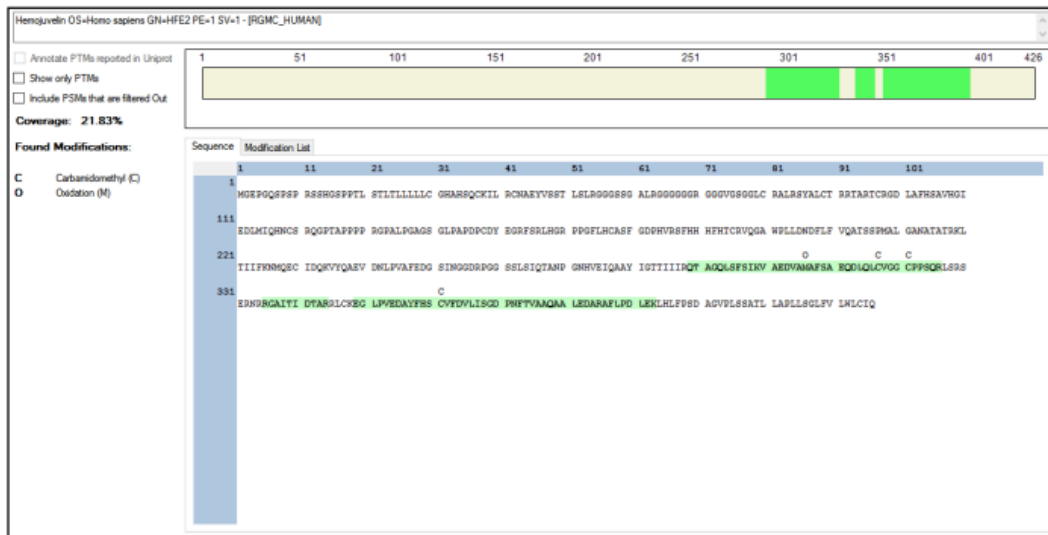 Hemojuvelin OS=Homo sapiens GN=HFE2 PE=1 SV=1 - [RGMC_HUMAN]
Annotate PTMs reported in Uniprot
Show only PTMs
Include PSMs that are filtered Out
Coverage: 21.83%
Found Modifications:
C Carbamidomethyl (C)
O Oxidation (M)
1 51 101 151 201 251 301 351 401 426
Sequence Modification List
1 11 21 31 41 51 61 71 81 91 101
1
MGEPGQSPSP RSSHGSPPTL STLTLLLLLC GHAHSQCKIL RCNAEYVSST LSLRGGGSSG ALRGGGGGGR GGGVGSGGLC RALRSYALCT RRTARTCRGD LAFHSAVHGI
111
EDLMIQHNCS RQGPTAPPPP RGPALPGAGS GLPAPDPCDY EGRFSRLHGR PPGFLHCASF GDPHVRSFHH HFHTCRVQGA WPLLDNDFLF VQATSSPMAL GANATATRKL
221
O C C
TIIFKNMQEC IDQKVYQAEV DNLPVAFEDG SINGGDRPGG SSLSIQTANP GNHVEIQAAY IGTTIIIRQT AGQLSFSIKV AEDVAMAFSA EQDLQLCVGG CPPSQRLSRS
331
C
ERNRRGAITI DTARRLCKEG LPVEDAYFHS CVFDVLISGD PNFTVAAQAA LEDARAFLPD LEKLHLFPSD AGVPLSSATL LAPLLSGLFV LWLCIQ